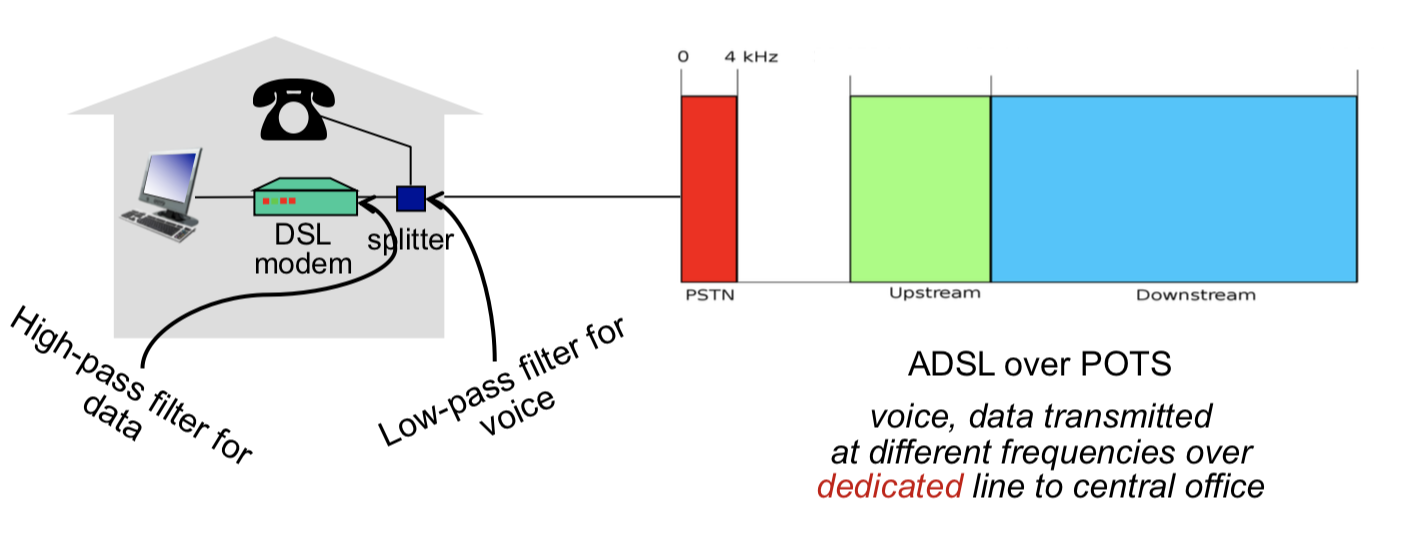 0 4 kHz
DSL
modem
splitter
PSTN
Upstream
Downstream
High-pass filter for
data
Low-pass filter for
voice
ADSL over POTS
voice, data transmitted
at different frequencies over
dedicated line to central office